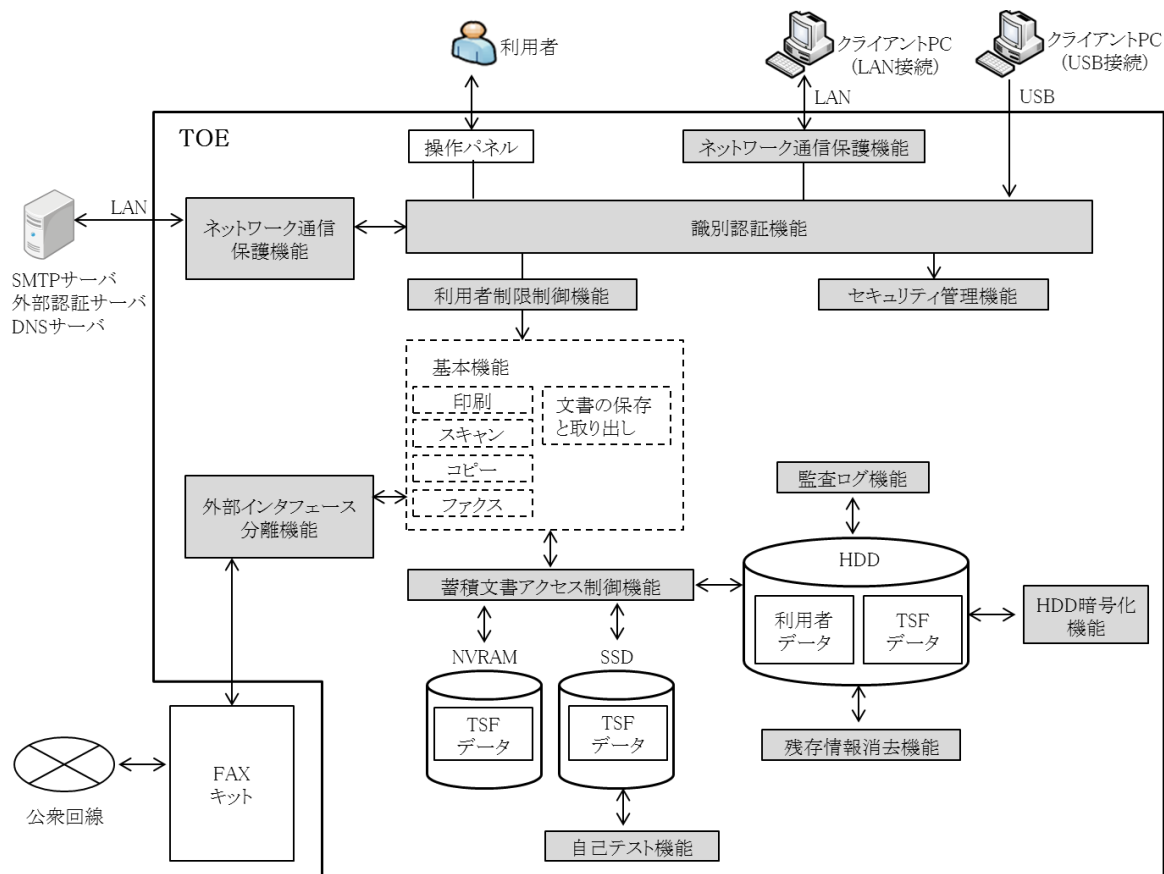 利用者
クライアントPC
(LAN接続)
クライアントPC
(USB接続)
LAN
USB
TOE
操作パネル
ネットワーク通信保護機能
LAN
ネットワーク通信
保護機能
識別認証機能
SMTPサーバ
外部認証サーバ
DNSサーバ
利用者制限制御機能
セキュリティ管理機能
基本機能
印刷
スキャン
コピー
ファクス
文書の保存
と取り出し
外部インタフェース
分離機能
監査ログ機能
HDD
蓄積文書アクセス制御機能
利用者
データ
TSF
データ
HDD暗号化
機能
NVRAM
SSD
TSF
データ
TSF
データ
残存情報消去機能
FAX
キット
公衆回線
自己テスト機能